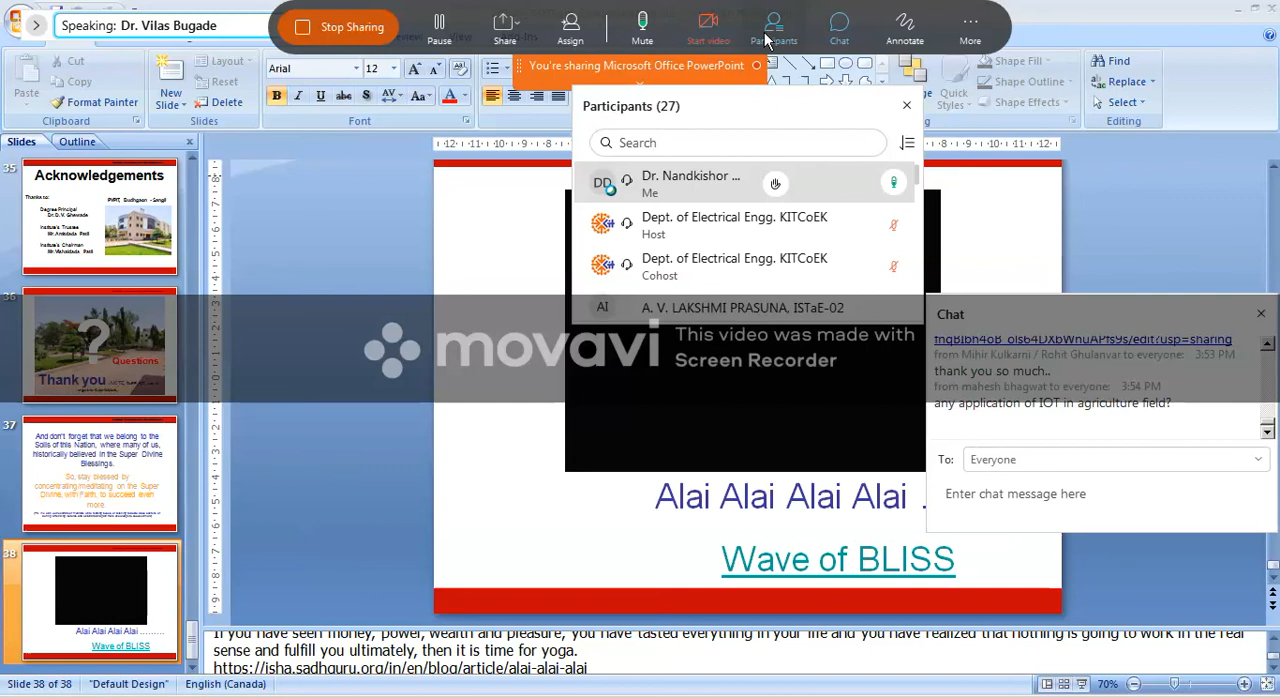 Speaking: Dr. Vilas Bugade
Stop Sharing
Pause
Share
Assign
Mute
Start video
Participants
Chat
Annotate
More
You're sharing Microsoft Office PowerPoint
Paste
Cut
Copy
Format Painter
Clipboard
New Slide
Layout
Reset
Delete
Slides
Arial
12
B I U abc S AV Aa A
Font
Quick Styles
Shape Fill
Shape Outline
Shape Effects
Find
Replace
Select
Editing
Slides
Outline
Participants (27)
Search
DD
Dr. Nandkishor ...
Me
Dept. of Electrical Engg. KITCoEK
Host
Dept. of Electrical Engg. KITCoEK
Cohost
AI
A. V. LAKSHMI PRASUNA, ISTaE-02
35
Acknowledgements
Thanks to:
PVPIT, Budhgaon - Sangli
36
?
Questions
Thank you
37
And don't forget that we belong to the
Soils of this Nation, where many of us,
historically believed in the Super Divine
Blessings.
So, stay blessed by
concentrating/meditating on the Super
Divine, with Faith, to succeed even
more.
38
Alai Alai Alai Alai .........
Wave of BLISS
movavi
This video was made with
Screen Recorder
Chat
from Mihir Kulkarni / Rohit Ghulanvar to everyone: 3:53 PM
thank you so much..
from mahesh bhagwat to everyone: 3:54 PM
any application of IOT in agriculture field?
To: Everyone
Enter chat message here
Alai Alai Alai Alai
Wave of BLISS
If you have seen money, power, wealth and pleasure, you have tasted everything in your life and you have realized that nothing is going to work in the real
sense and fulfill you ultimately, then it is time for yoga.
https://isha.sadhguru.org/in/en/blog/article/alai-alai-alai
Slide 38 of 38
"Default Design"
English (Canada)
70%